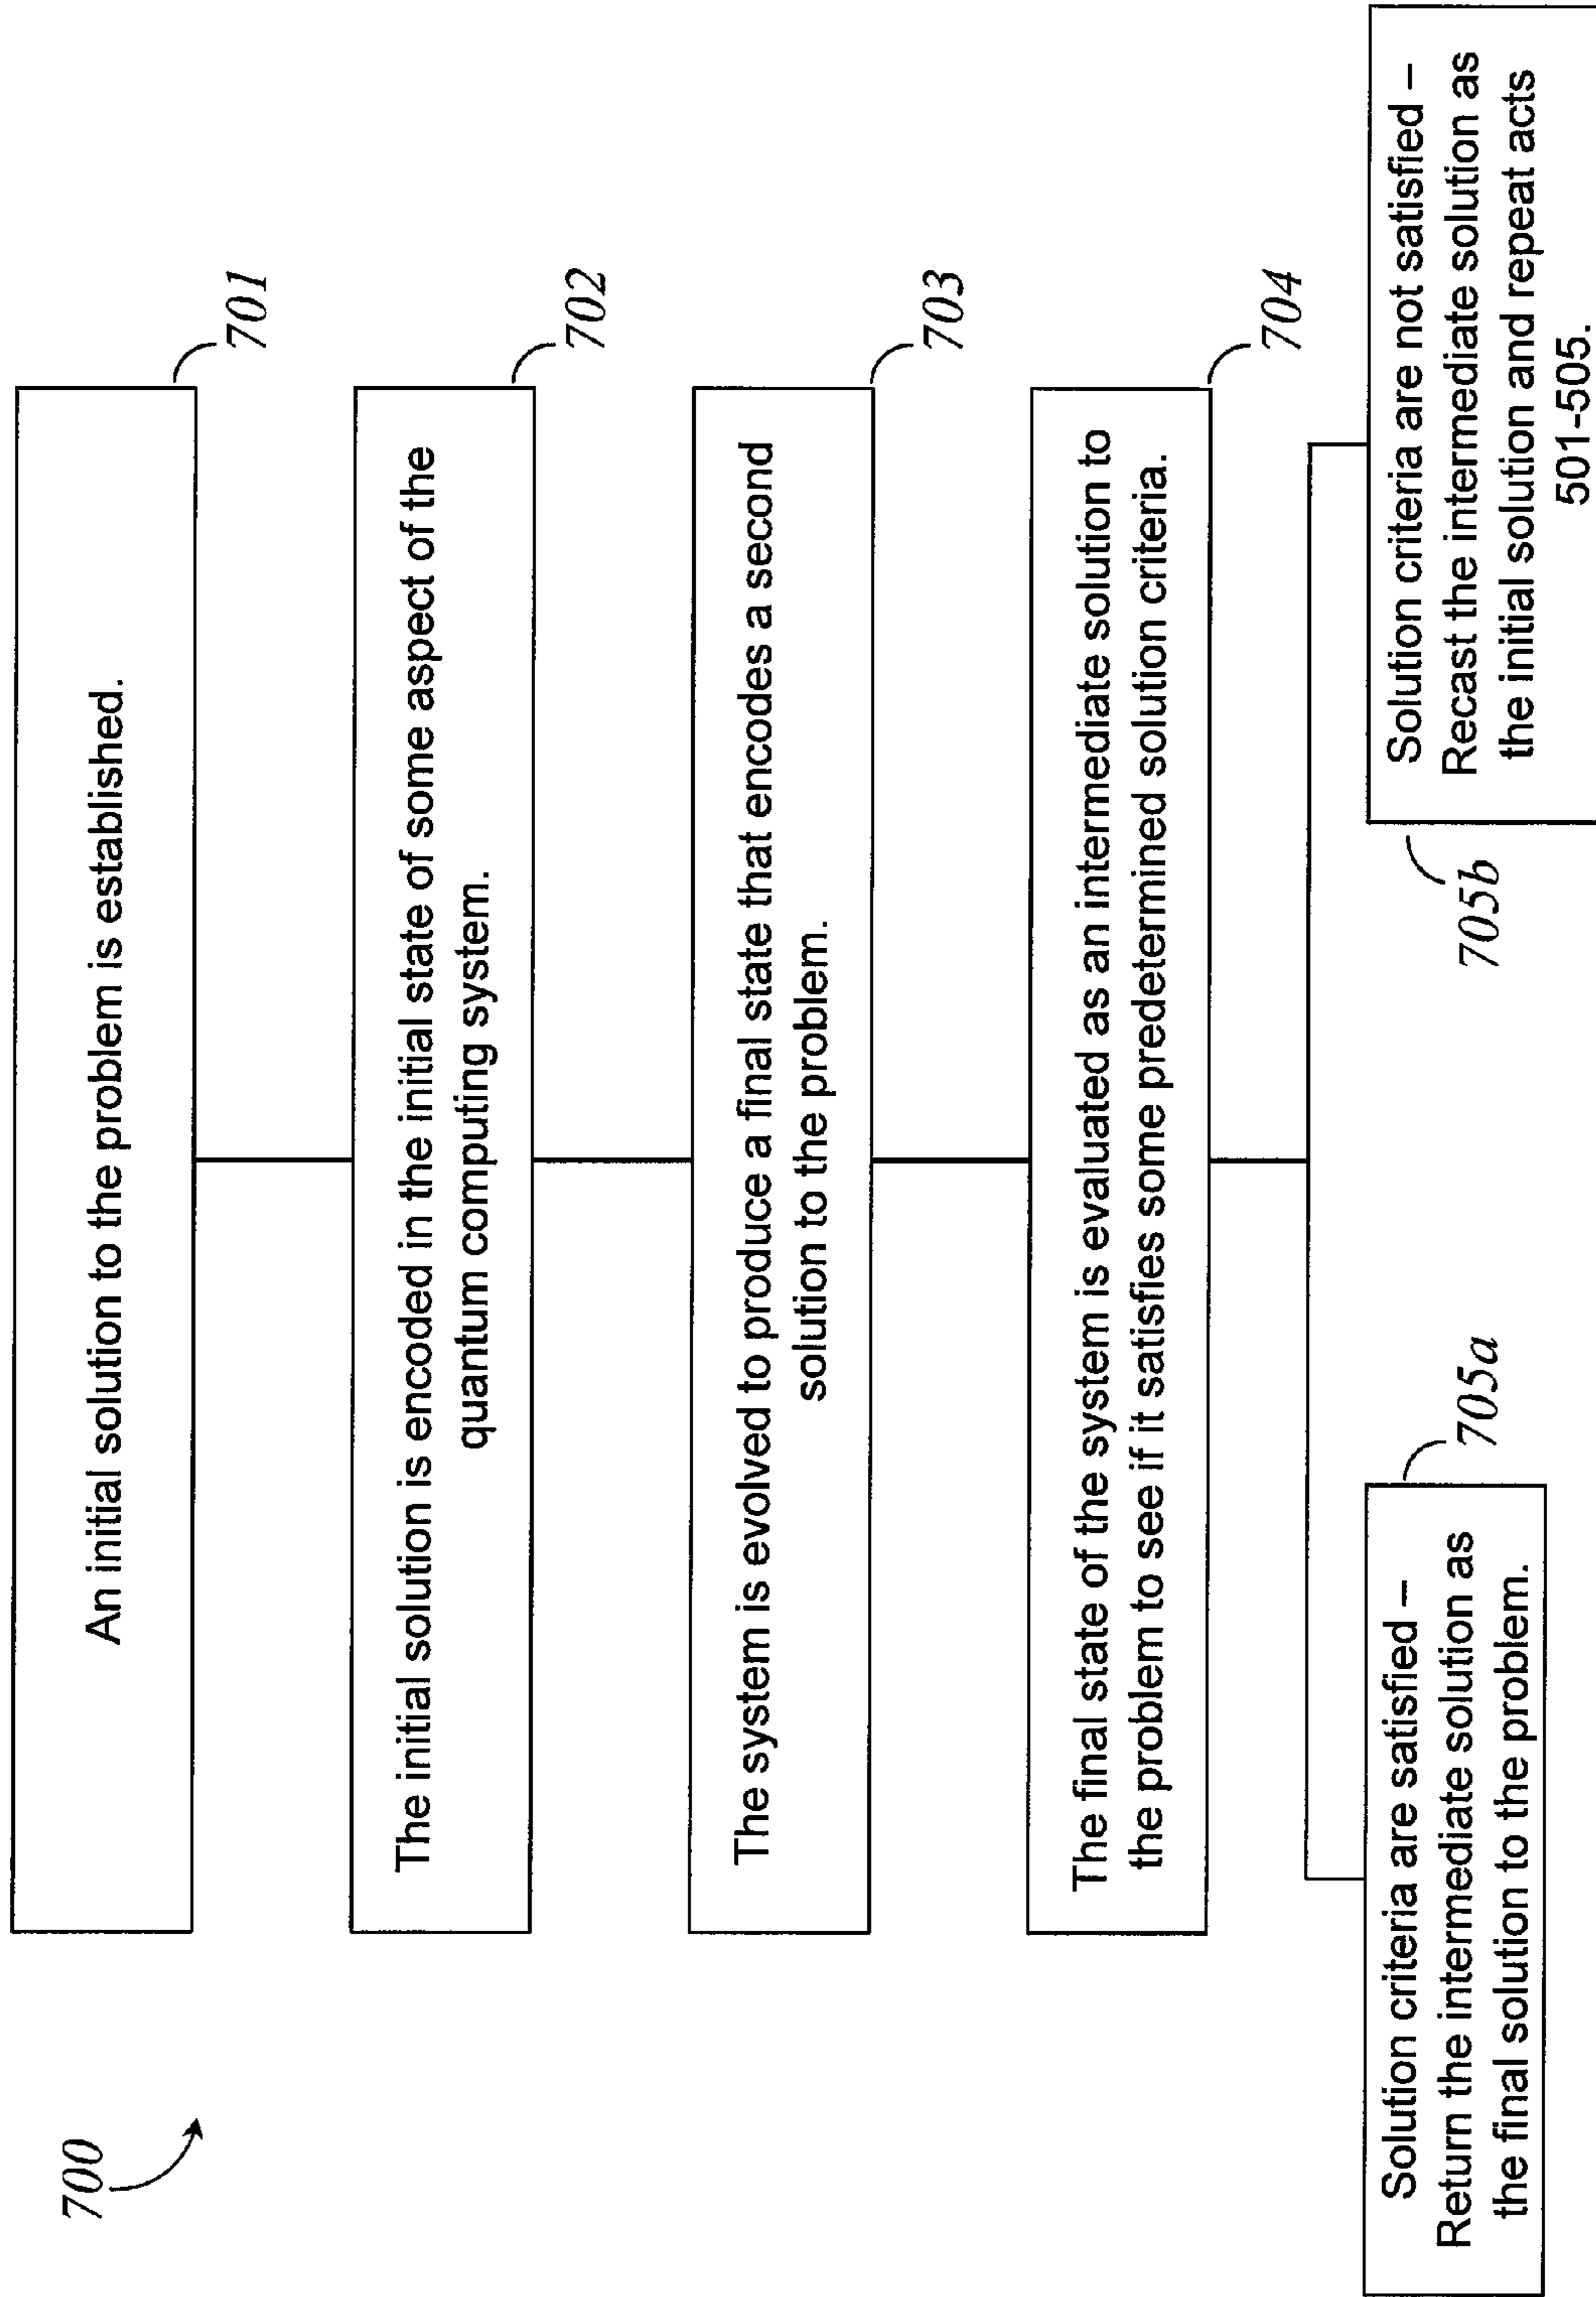 700
An initial solution to the problem is established.
701
The initial solution is encoded in the initial state of some aspect of the
quantum computing system.
702
The system is evolved to produce a final state that encodes a second
solution to the problem.
703
The final state of the system is evaluated as an intermediate solution to
the problem to see if it satisfies some predetermined solution criteria.
704
Solution criteria are satisfied –
Return the intermediate solution as
the final solution to the problem.
705a
Solution criteria are not satisfied –
Recast the intermediate solution as
the initial solution and repeat acts
501-505.
705b